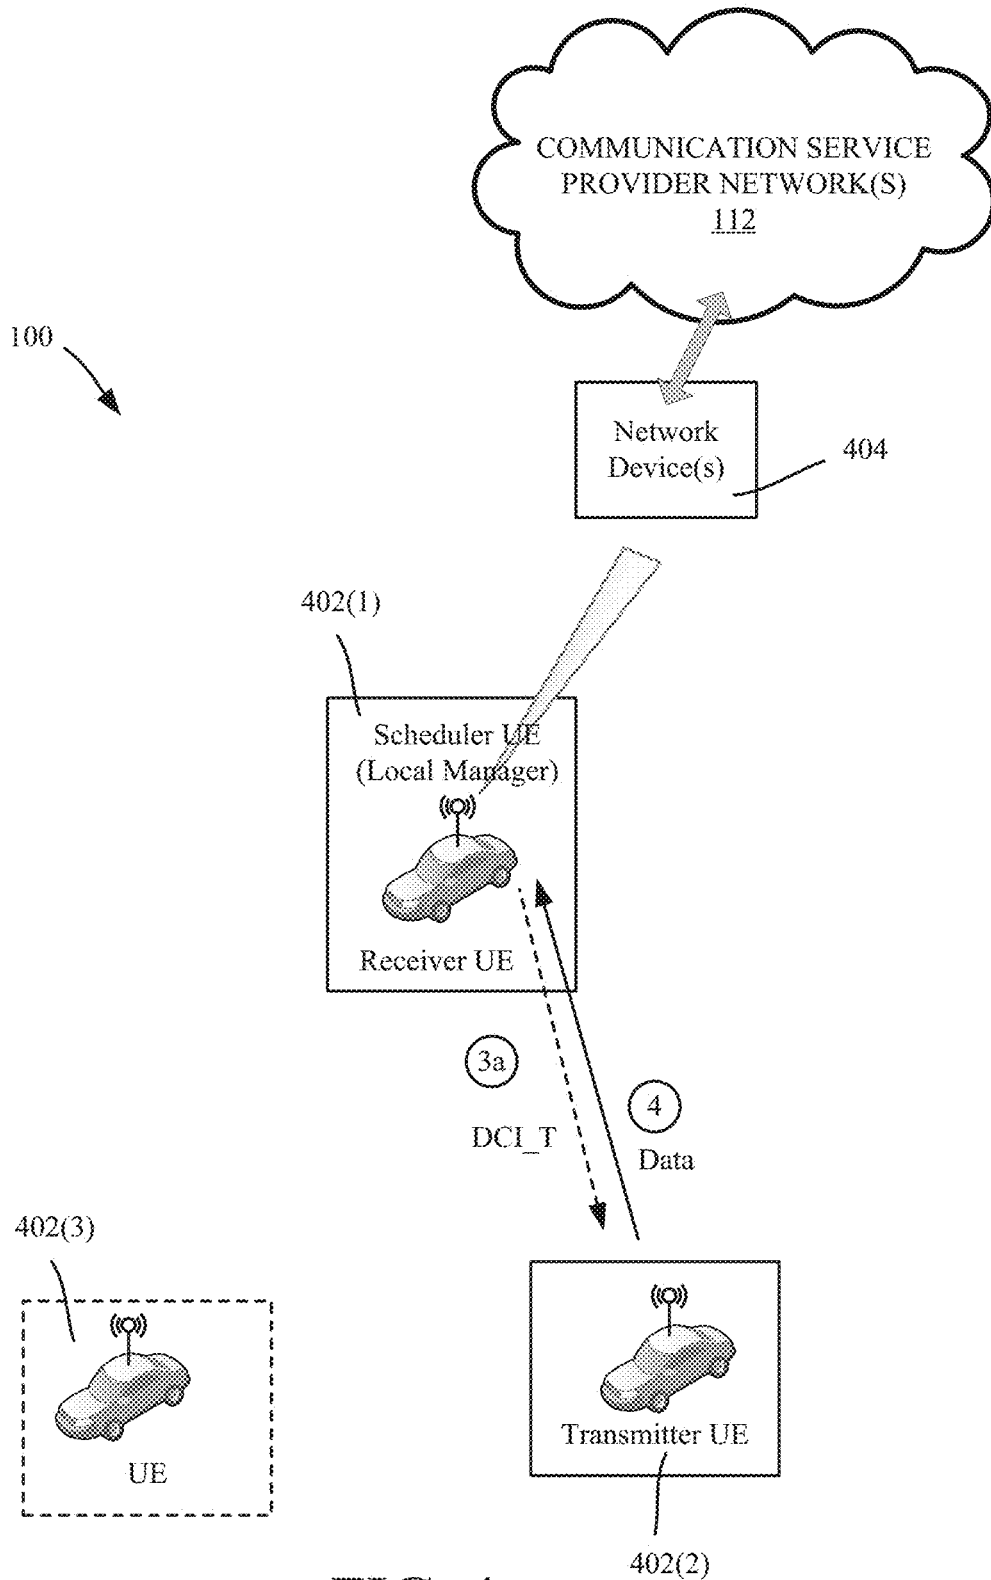 COMMUNICATION SERVICE
PROVIDER NETWORK(S)
112
100
Network
Device(s)
404
402(1)
Scheduler UE
(Local Manager)
Receiver UE
3a
DCI_T
4
Data
402(3)
UE
Transmitter UE
402(2)